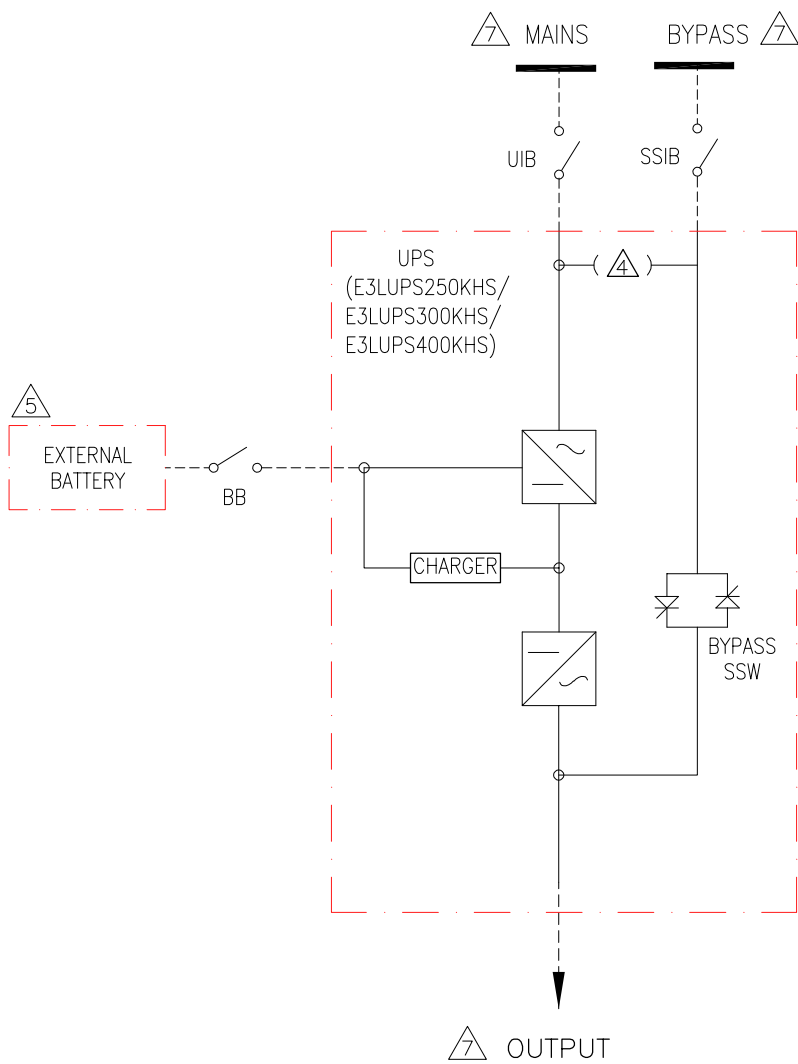 7 MAINS
BYPASS 7
UIB
SSIB
UPS
(E3LUPS250KHS/
E3LUPS300KHS/
E3LUPS400KHS)
4
5
EXTERNAL
BATTERY
BB
CHARGER
BYPASS
SSW
7 OUTPUT